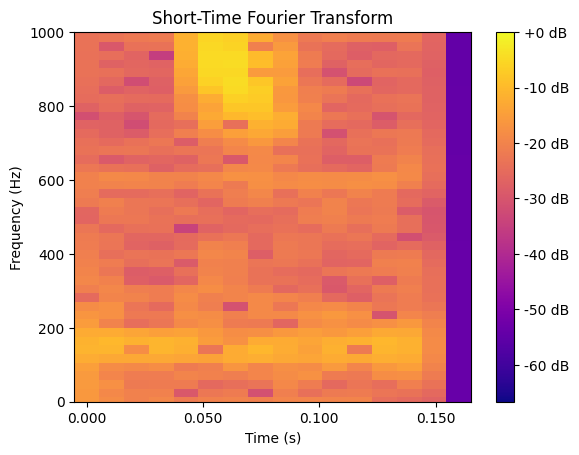 Short-Time Fourier Transform
Frequency (Hz)
1000
800
600
400
200
0
0.000
0.050
0.100
0.150
Time (s)
+0 dB
-10 dB
-20 dB
-30 dB
-40 dB
-50 dB
-60 dB